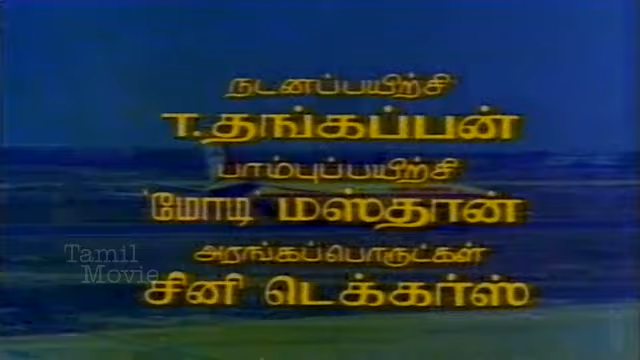 நடனப்பயிற்சி
T. தங்கப்பன்
பாம்புப்பயிற்சி
'மோடி' மஸ்தான்
அரங்கப்பொருட்கள்
சினி டெக்கர்ஸ்
Tamil
Movie